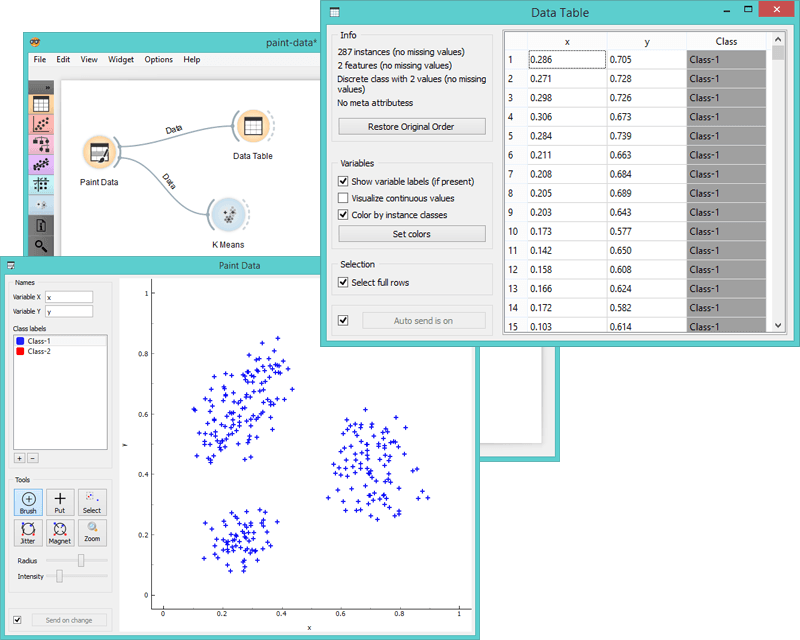 paint-data*
File Edit View Widget Options Help
Data
Data
Paint Data
Data Table
K Means
Data Table
Info
287 instances (no missing values)
2 features (no missing values)
Discrete class with 2 values (no missing
values)
No meta attributess
Restore Original Order
Variables
Show variable labels (if present)
Visualize continuous values
Color by instance classes
Set colors
Selection
Select full rows
Auto send is on
x y Class
1 0.286 0.705 Class-1
2 0.271 0.728 Class-1
3 0.298 0.726 Class-1
4 0.306 0.673 Class-1
5 0.284 0.739 Class-1
6 0.211 0.663 Class-1
7 0.208 0.684 Class-1
8 0.205 0.689 Class-1
9 0.203 0.643 Class-1
10 0.173 0.577 Class-1
11 0.142 0.650 Class-1
12 0.158 0.608 Class-1
13 0.166 0.624 Class-1
14 0.172 0.582 Class-1
15 0.103 0.614 Class-1
Paint Data
Names
Variable X x
Variable Y y
Class labels
Class-1
Class-2
+ −
Tools
Brush Put Select
Jitter Magnet Zoom
Radius
Intensity
Send on change
1
0.8
0.6
0.4
0.2
0
y
0 0.2 0.4 0.6 0.8 1
x